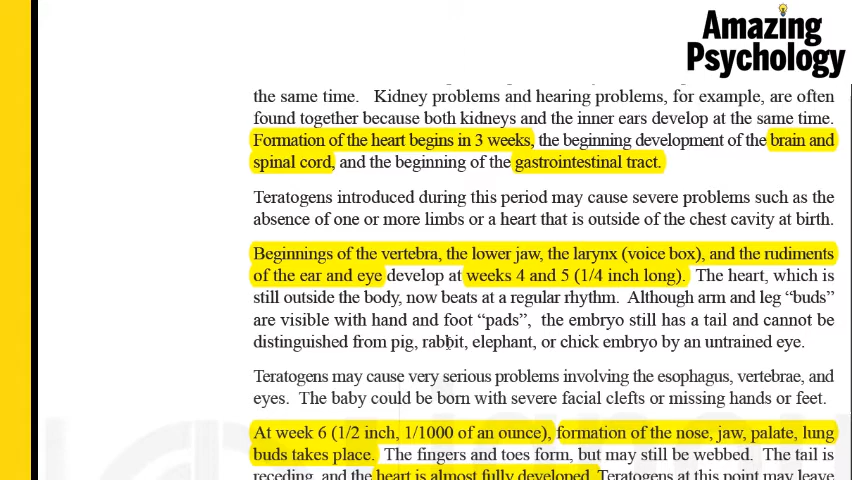 Amazing
Psychology
the same time. Kidney problems and hearing problems, for example, are often
found together because both kidneys and the inner ears develop at the same time.
Formation of the heart begins in 3 weeks, the beginning development of the brain and
spinal cord, and the beginning of the gastrointestinal tract.
Teratogens introduced during this period may cause severe problems such as the
absence of one or more limbs or a heart that is outside of the chest cavity at birth.
Beginnings of the vertebra, the lower jaw, the larynx (voice box), and the rudiments
of the ear and eye develop at weeks 4 and 5 (1/4 inch long). The heart, which is
still outside the body, now beats at a regular rhythm. Although arm and leg “buds”
are visible with hand and foot “pads”, the embryo still has a tail and cannot be
distinguished from pig, rabbit, elephant, or chick embryo by an untrained eye.
Teratogens may cause very serious problems involving the esophagus, vertebrae, and
eyes. The baby could be born with severe facial clefts or missing hands or feet.
At week 6 (1/2 inch, 1/1000 of an ounce), formation of the nose, jaw, palate, lung
buds takes place. The fingers and toes form, but may still be webbed. The tail is
receding, and the heart is almost fully developed. Teratogens at this point may leave